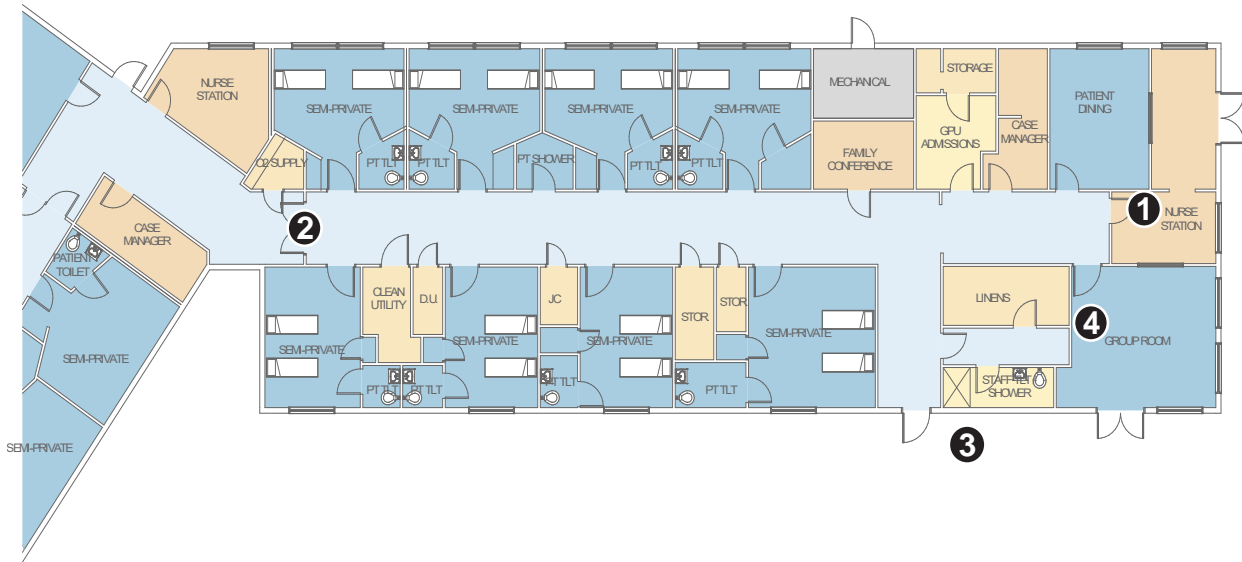 NURSE
STATION
SEMI-PRIVATE
SEMI-PRIVATE
SEMI-PRIVATE
SEMI-PRIVATE
MECHANICAL
STORAGE
PATIENT
DINING
GPU
ADMISSIONS
CASE
MANAGER
FAMILY
CONFERENCE
O2 SUPPLY
PT TLT
PT TLT
PT SHOWER
PT TLT
PT TLT
1
NURSE
STATION
2
CASE
MANAGER
PATIENT
TOILET
CLEAN
UTILITY
D.U.
JC
STOR.
STOR.
LINENS
4
GROUP ROOM
SEMI-PRIVATE
SEMI-PRIVATE
SEMI-PRIVATE
SEMI-PRIVATE
SEMI-PRIVATE
PT TLT
PT TLT
PT TLT
PT TLT
STAFF TLT
SHOWER
SEMI-PRIVATE
3